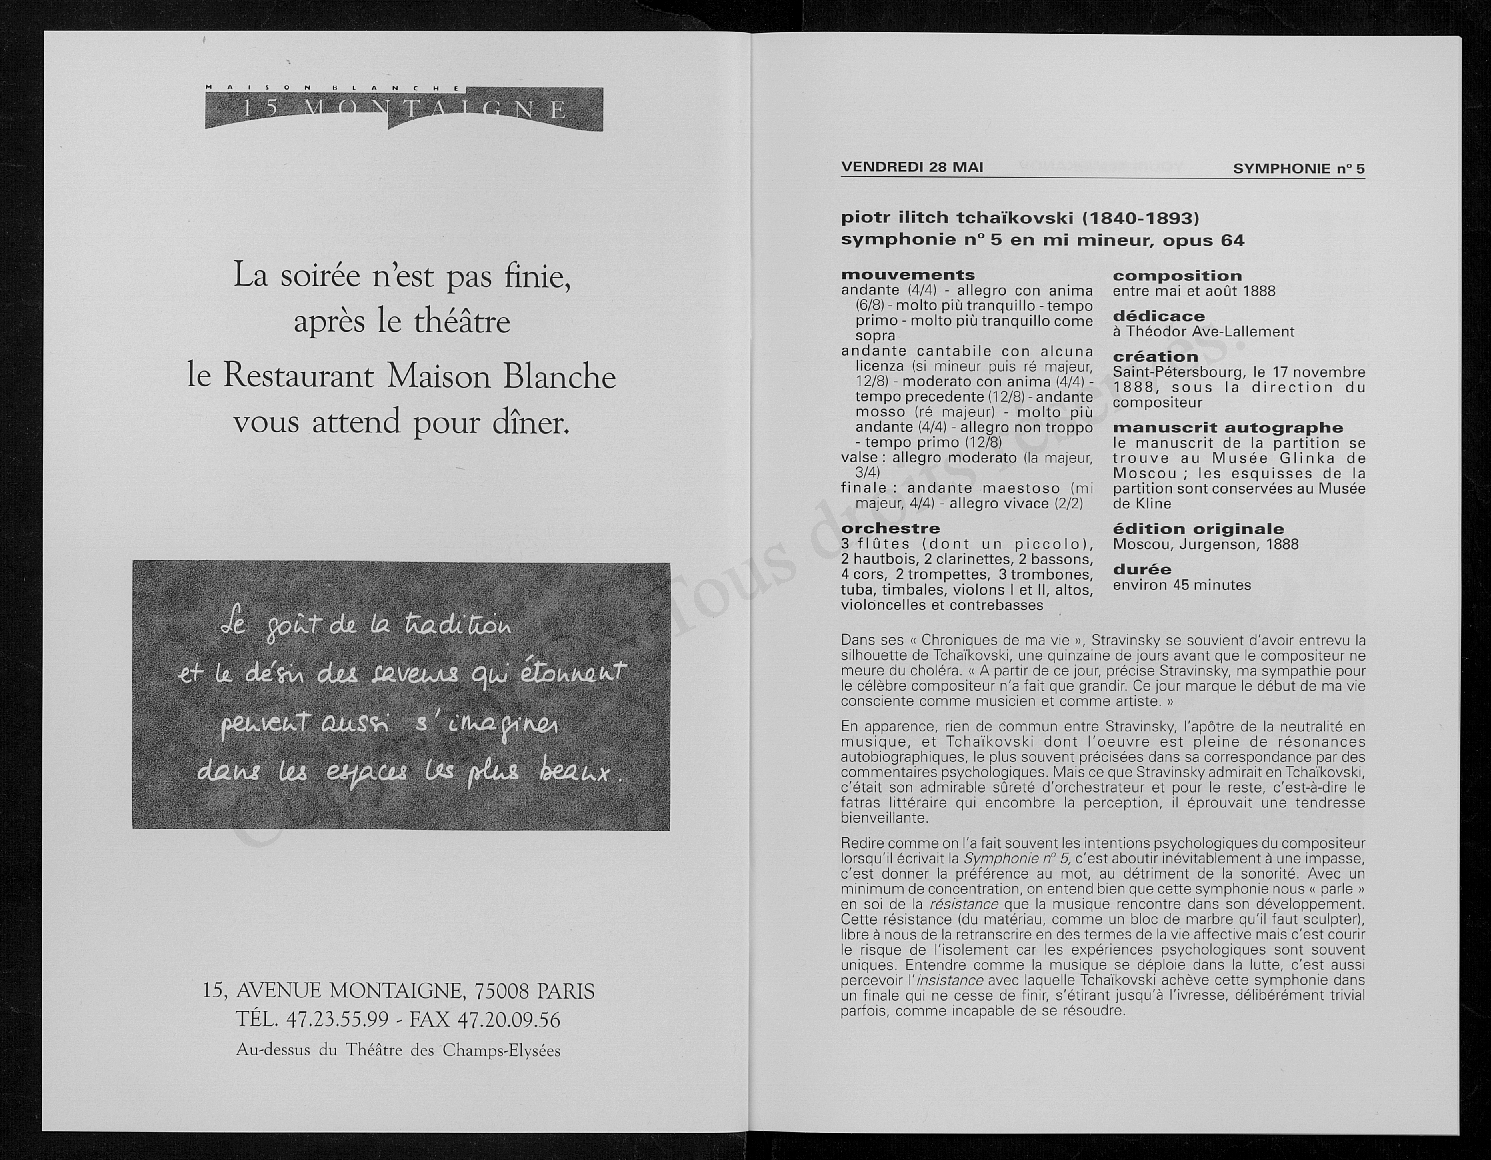 MAISON BLANCHE
15 MONTAIGNE
La soirée n'est pas finie,
après le théâtre
le Restaurant Maison Blanche
vous attend pour dîner.
Le goût de la tradition
et le désir des saveurs qui étonnent
peuvent aussi s'imaginer
dans les espaces les plus beaux.
15, AVENUE MONTAIGNE, 75008 PARIS
TÉL. 47.23.55.99 - FAX 47.20.09.56
Au-dessus du Théâtre des Champs-Elysées
VENDREDI 28 MAI
SYMPHONIE n° 5
piotr ilitch tchaïkovski (1840-1893)
symphonie n° 5 en mi mineur, opus 64
mouvements
andante (4/4) - allegro con anima
(6/8) - molto più tranquillo - tempo
primo - molto più tranquillo come
sopra
andante cantabile con alcuna
licenza (si mineur puis ré majeur,
12/8) - moderato con anima (4/4) -
tempo precedente (12/8) - andante
mosso (ré majeur) - molto più
andante (4/4) - allegro non troppo
- tempo primo (12/8)
valse : allegro moderato (la majeur,
3/4)
finale : andante maestoso (mi
majeur, 4/4) - allegro vivace (2/2)
orchestre
3 flûtes (dont un piccolo),
2 hautbois, 2 clarinettes, 2 bassons,
4 cors, 2 trompettes, 3 trombones,
tuba, timbales, violons I et II, altos,
violoncelles et contrebasses
composition
entre mai et août 1888
dédicace
à Théodor Ave-Lallement
création
Saint-Pétersbourg, le 17 novembre
1888, sous la direction du
compositeur
manuscrit autographe
le manuscrit de la partition se
trouve au Musée Glinka de
Moscou ; les esquisses de la
partition sont conservées au Musée
de Kline
édition originale
Moscou, Jurgenson, 1888
durée
environ 45 minutes
Dans ses « Chroniques de ma vie », Stravinsky se souvient d'avoir entrevu la
silhouette de Tchaïkovski, une quinzaine de jours avant que le compositeur ne
meure du choléra. « A partir de ce jour, précise Stravinsky, ma sympathie pour
le célèbre compositeur n'a fait que grandir. Ce jour marque le début de ma vie
consciente comme musicien et comme artiste. »
En apparence, rien de commun entre Stravinsky, l'apôtre de la neutralité en
musique, et Tchaïkovski dont l'oeuvre est pleine de résonances
autobiographiques, le plus souvent précisées dans sa correspondance par des
commentaires psychologiques. Mais ce que Stravinsky admirait en Tchaïkovski,
c'était son admirable sûreté d'orchestrateur et pour le reste, c'est-à-dire le
fatras littéraire qui encombre la perception, il éprouvait une tendresse
bienveillante.
Redire comme on l'a fait souvent les intentions psychologiques du compositeur
lorsqu'il écrivait la Symphonie n° 5, c'est aboutir inévitablement à une impasse,
c'est donner la préférence au mot, au détriment de la sonorité. Avec un
minimum de concentration, on entend bien que cette symphonie nous « parle »
en soi de la résistance que la musique rencontre dans son développement.
Cette résistance (du matériau, comme un bloc de marbre qu'il faut sculpter),
libre à nous de la retranscrire en des termes de la vie affective mais c'est courir
le risque de l'isolement car les expériences psychologiques sont souvent
uniques. Entendre comme la musique se déploie dans la lutte, c'est aussi
percevoir l'insistance avec laquelle Tchaïkovski achève cette symphonie dans
un finale qui ne cesse de finir, s'étirant jusqu'à l'ivresse, délibérément trivial
parfois, comme incapable de se résoudre.